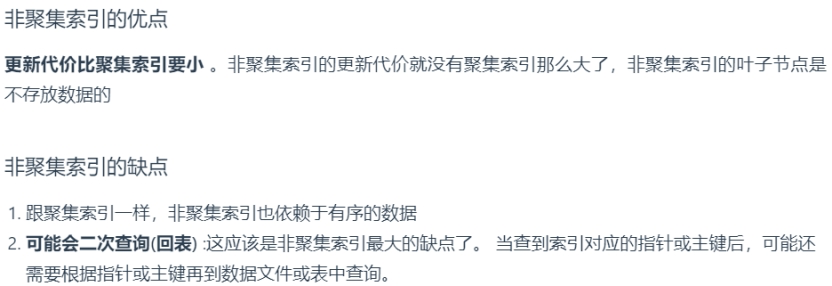 非聚集索引的优点
更新代价比聚集索引要小 。非聚集索引的更新代价就没有聚集索引那么大了，非聚集索引的叶子节点是
不存放数据的
非聚集索引的缺点
1. 跟聚集索引一样，非聚集索引也依赖于有序的数据
2. 可能会二次查询(回表) :这应该是非聚集索引最大的缺点了。 当查到索引对应的指针或主键后，可能还
需要根据指针或主键再到数据文件或表中查询。